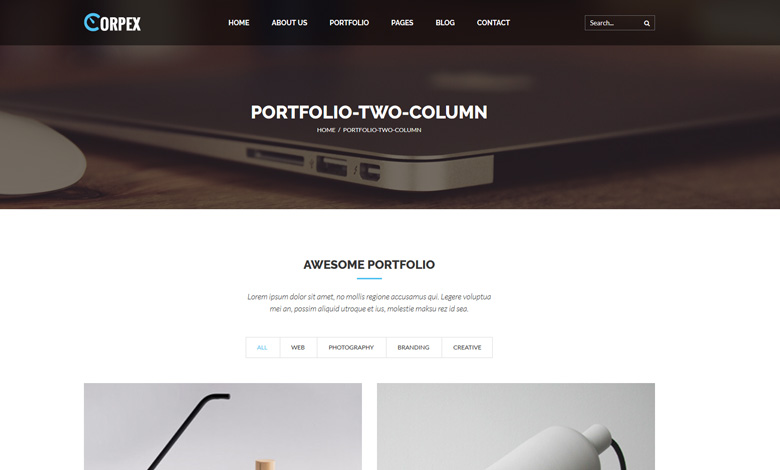 CORPEX
HOME ABOUT US PORTFOLIO PAGES BLOG CONTACT
Search...
PORTFOLIO-TWO-COLUMN
HOME / PORTFOLIO-TWO-COLUMN
AWESOME PORTFOLIO
Lorem ipsum dolor sit amet, no mollis regione accusamus qui. Legere voluptua
mei an, possim aliquid utroque et ius, molestie maksu rez id sea.
ALL WEB PHOTOGRAPHY BRANDING CREATIVE